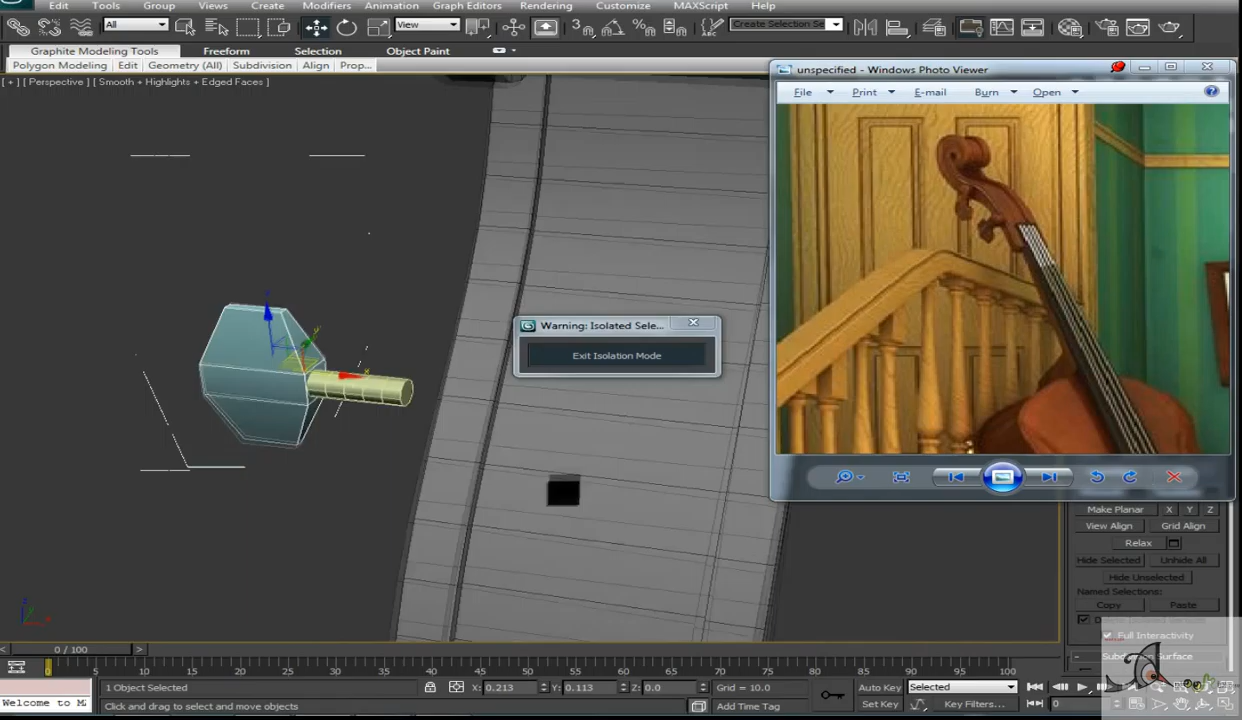 Edit Tools Group Views Create Modifiers Animation Graph Editors Rendering Customize MAXScript Help
All View Create Selection Se
Graphite Modeling Tools Freeform Selection Object Paint
Polygon Modeling Edit Geometry (All) Subdivision Align Prop...
[ + ] [ Perspective ] [ Smooth + Highlights + Edged Faces ]
unspecified - Windows Photo Viewer
File Print E-mail Burn Open
Warning: Isolated Sele...
Exit Isolation Mode
Make Planar X Y Z
View Align Grid Align
Relax
Hide Selected Unhide All
Hide Unselected
Named Selections:
Copy Paste
Full Interactivity
Subdivision Surface
0 / 100
0 5 10 15 20 25 30 35 40 45 50 55 60 65 70 75 80 85 90 95 100
1 Object Selected X: 0.213 Y: 0.113 Z: 0.0 Grid = 10.0 Auto Key Selected
Welcome to MA Click and drag to select and move objects Add Time Tag Set Key Key Filters... 0